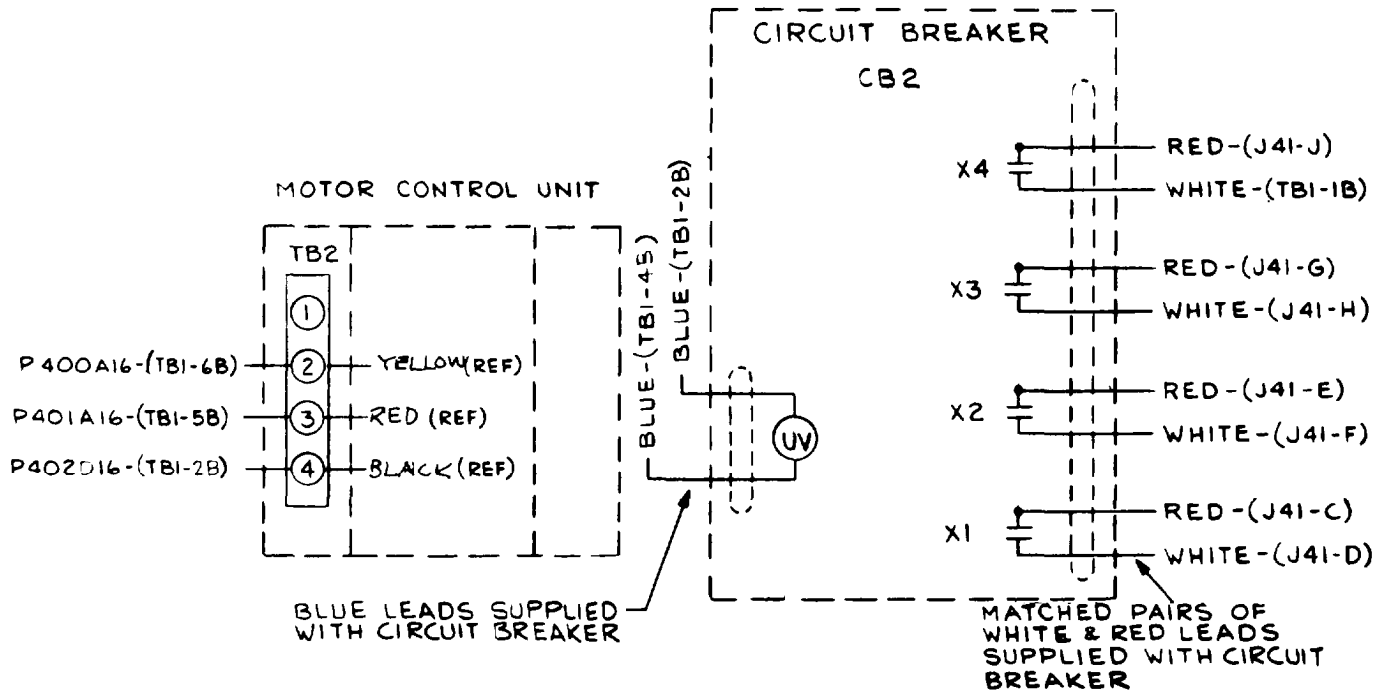 CIRCUIT BREAKER
CB2
MOTOR CONTROL UNIT
TB2
1
2
3
4
P400A16-(TB1-6B)
YELLOW(REF)
P401A16-(TB1-5B)
RED (REF)
P402D16-(TB1-2B)
BLACK(REF)
BLUE-(TB1-4B)
BLUE-(TB1-2B)
UV
X4
RED-(J41-J)
WHITE-(TB1-1B)
X3
RED-(J41-G)
WHITE-(J41-H)
X2
RED-(J41-E)
WHITE-(J41-F)
X1
RED-(J41-C)
WHITE-(J41-D)
BLUE LEADS SUPPLIED
WITH CIRCUIT BREAKER
MATCHED PAIRS OF
WHITE & RED LEADS
SUPPLIED WITH CIRCUIT
BREAKER